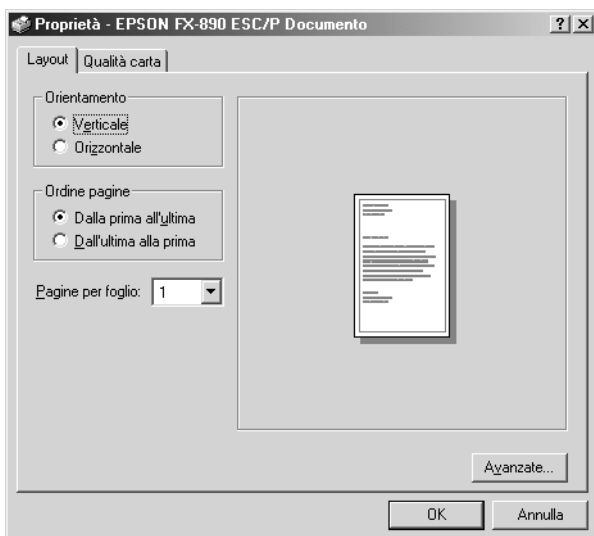 Proprietà - EPSON FX-890 ESC/P Documento
Layout
Qualità carta
Orientamento
Verticale
Orizzontale
Ordine pagine
Dalla prima all'ultima
Dall'ultima alla prima
Pagine per foglio: 1
Avanzate...
OK
Annulla